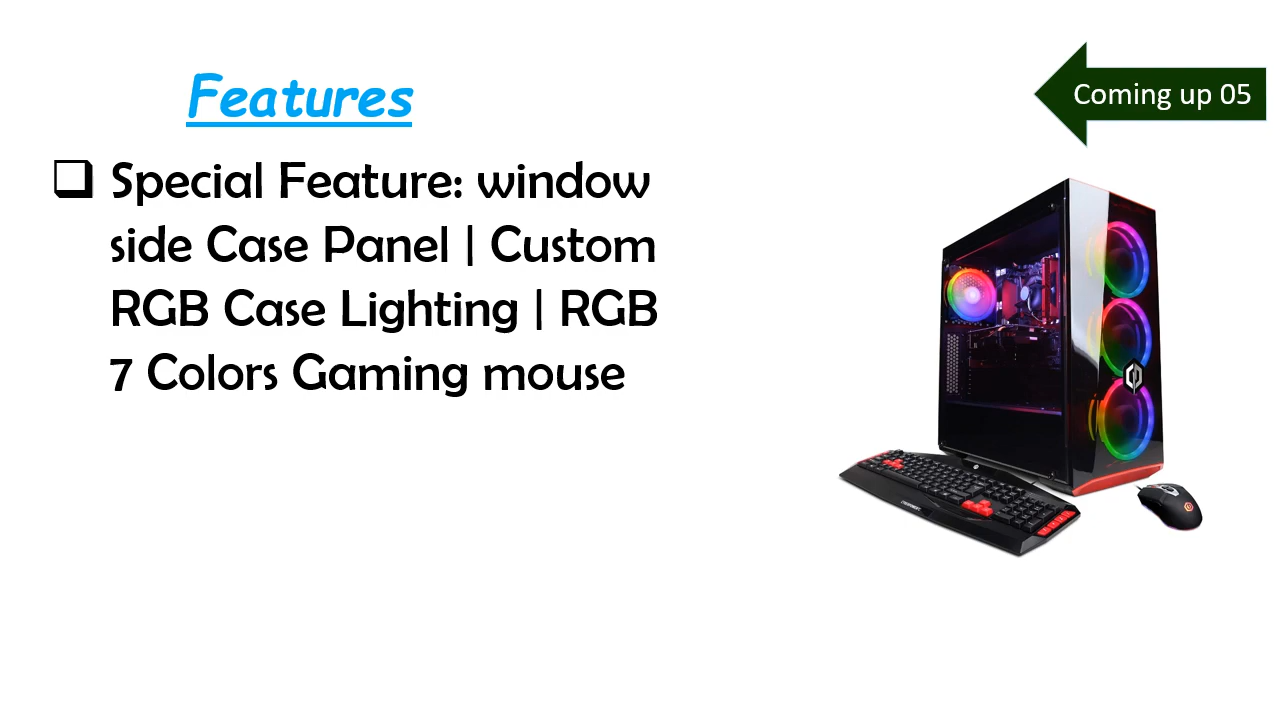 Features
Coming up 05
Special Feature: window
side Case Panel | Custom
RGB Case Lighting | RGB
7 Colors Gaming mouse